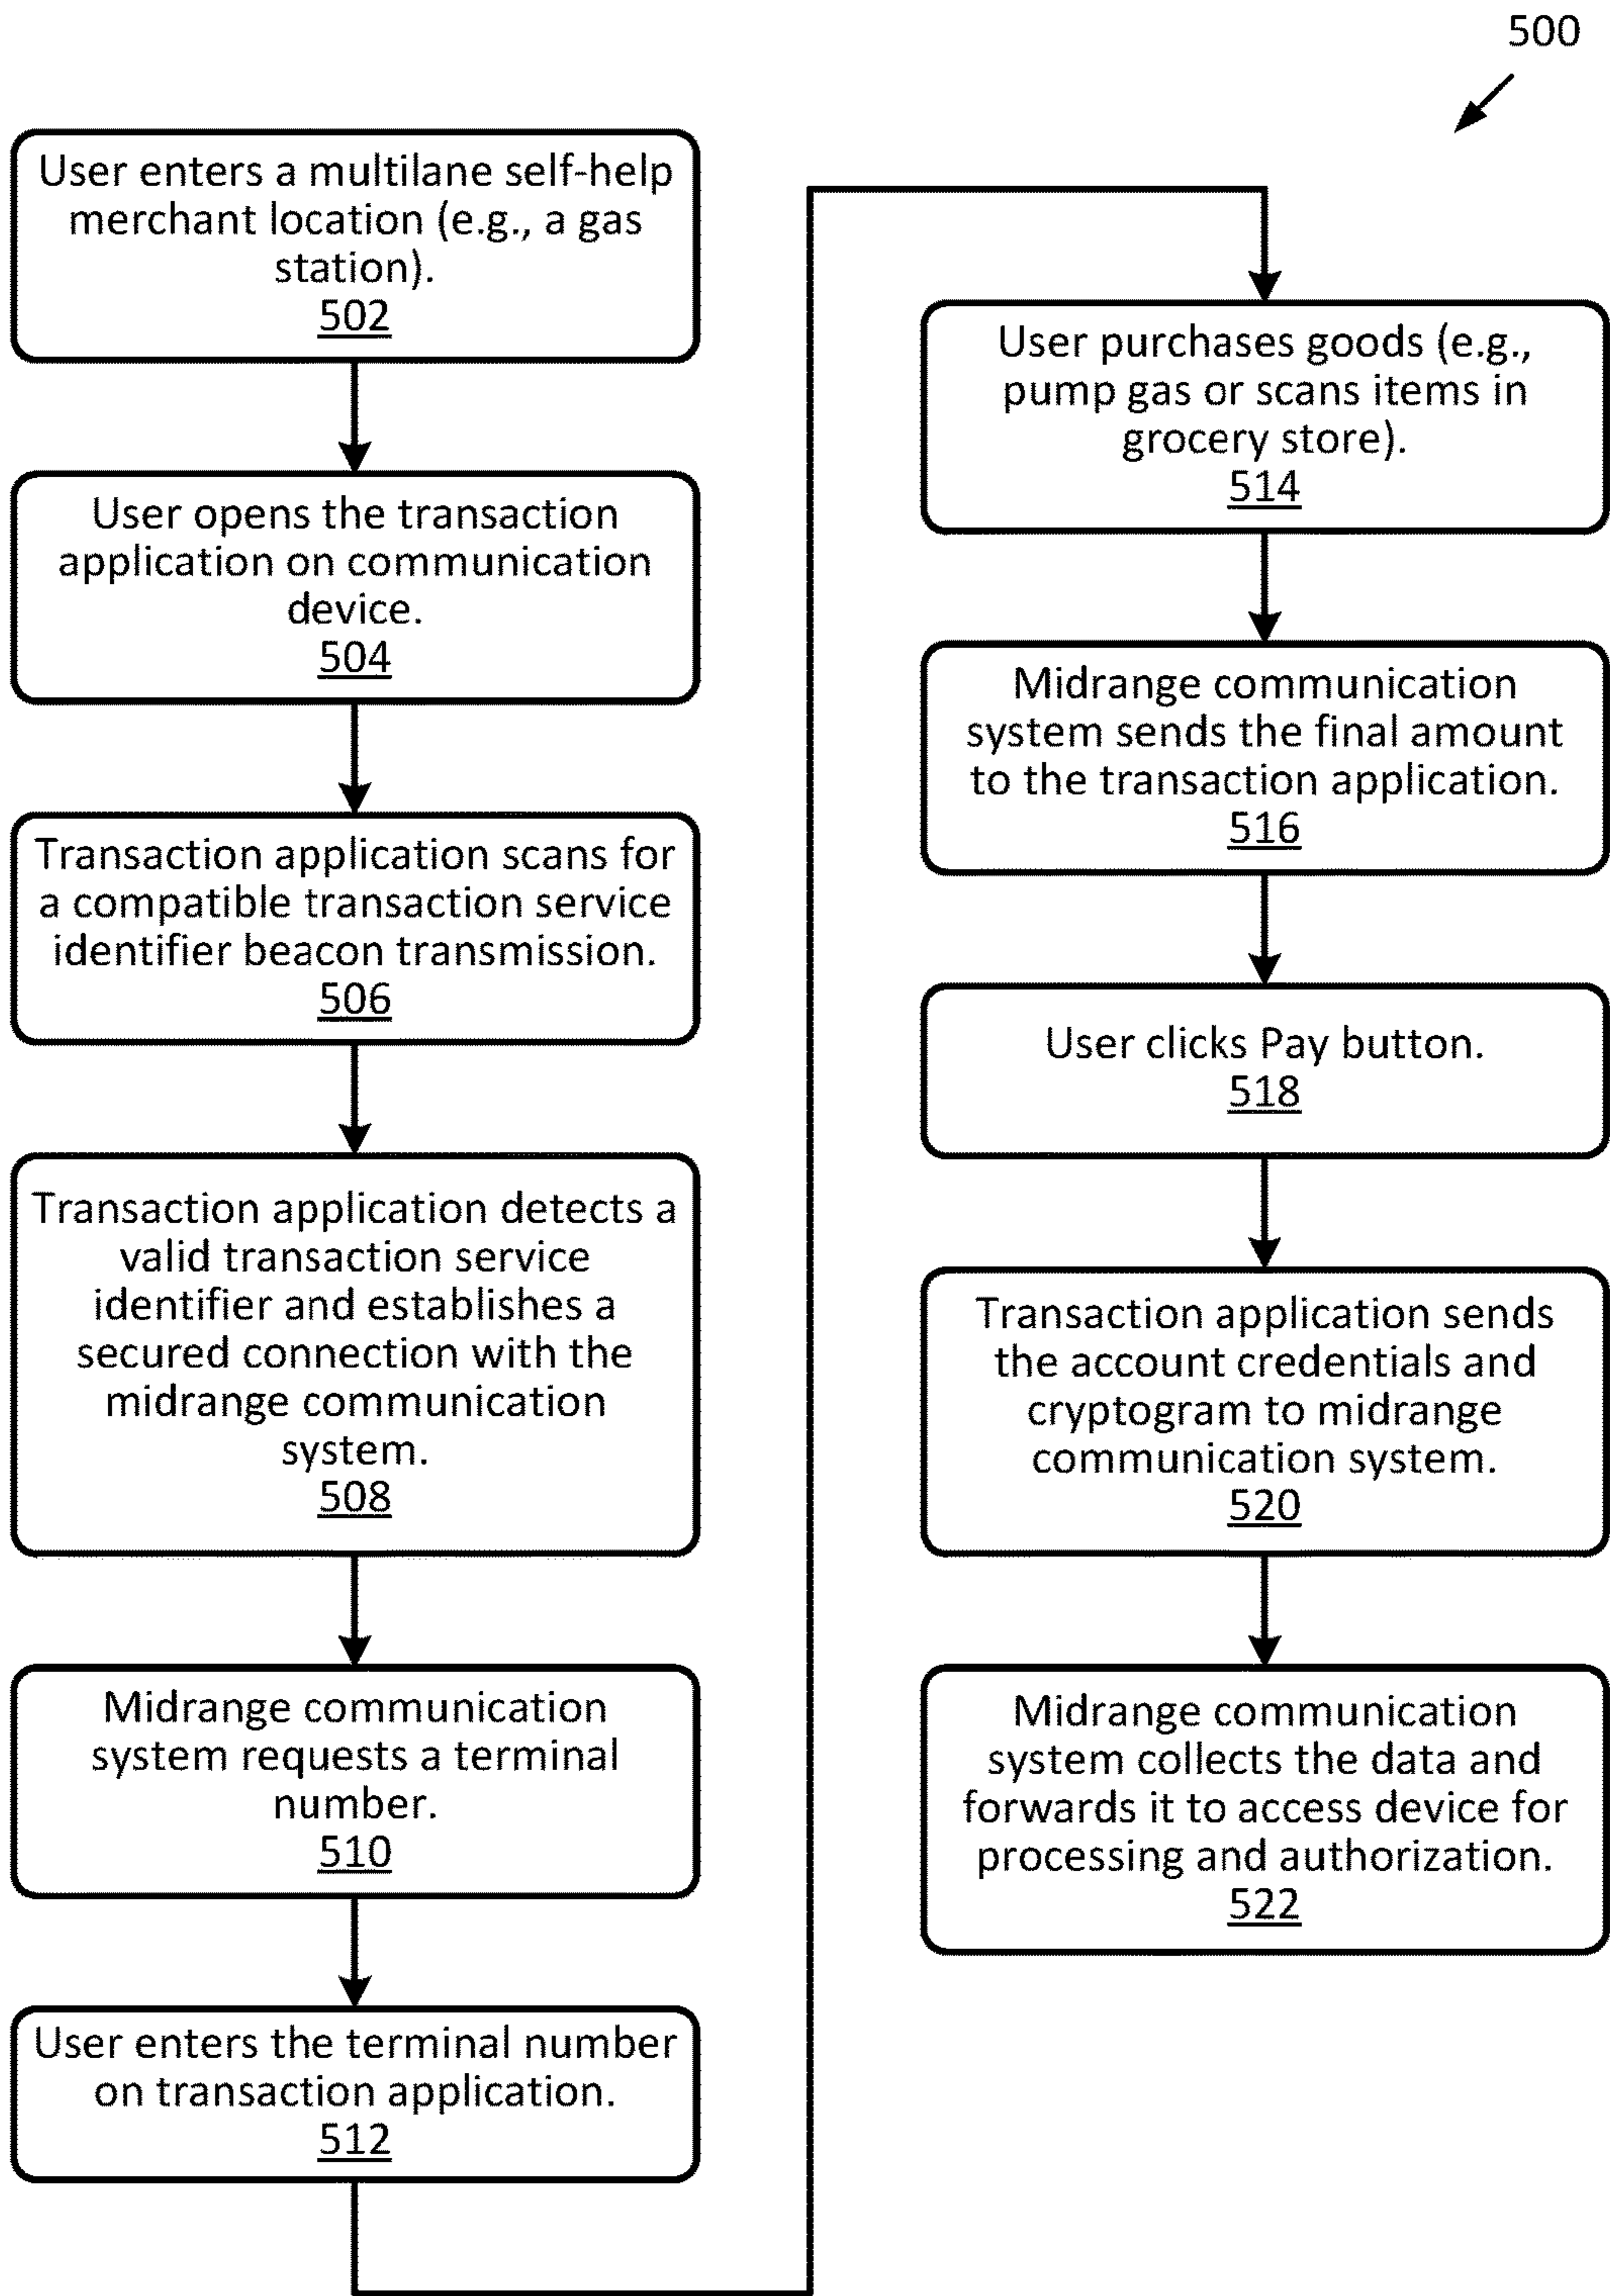 500
User enters a multilane self-help
merchant location (e.g., a gas
station).
502
User opens the transaction
application on communication
device.
504
Transaction application scans for
a compatible transaction service
identifier beacon transmission.
506
Transaction application detects a
valid transaction service
identifier and establishes a
secured connection with the
midrange communication
system.
508
Midrange communication
system requests a terminal
number.
510
User enters the terminal number
on transaction application.
512
User purchases goods (e.g.,
pump gas or scans items in
grocery store).
514
Midrange communication
system sends the final amount
to the transaction application.
516
User clicks Pay button.
518
Transaction application sends
the account credentials and
cryptogram to midrange
communication system.
520
Midrange communication
system collects the data and
forwards it to access device for
processing and authorization.
522